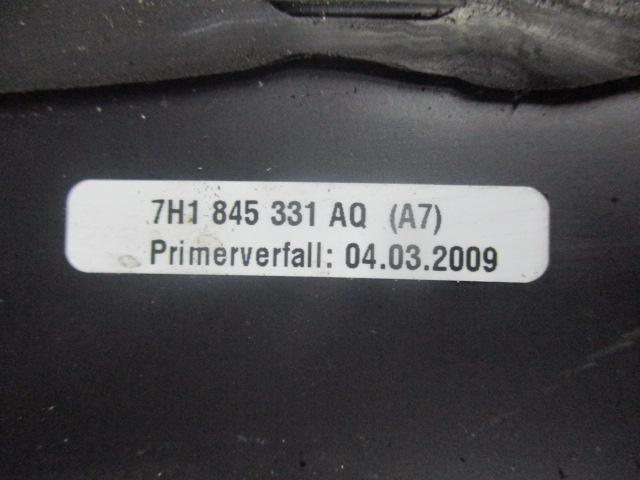 7H1 845 331 AQ (A7)
Primerverfall: 04.03.2009